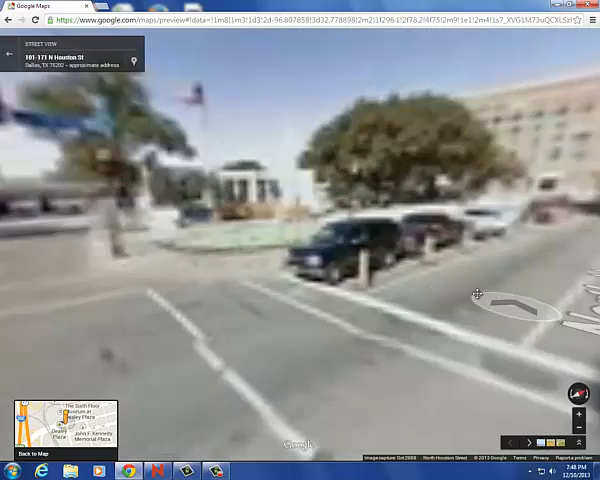 Google Maps
https://www.google.com/maps/preview#!data=!1m8!1m3!1d3!2d-96.807858!3d32.778898!2m2!1f296.1!2f78.2!4f75!2m9!1e1!2m4!1s7_XVG1M73uQCXLSzl
STREET VIEW
101-171 N Houston St
Dallas, TX 75202 – approximate address
The Sixth Floor
Museum at
Dealey Plaza
Dealey
Plaza
John F. Kennedy
Memorial Plaza
Back to Map
Google
Image capture: Oct 2008
North Houston Street
© 2013 Google
Terms
Privacy
Report a problem
7:48 PM
12/10/2013